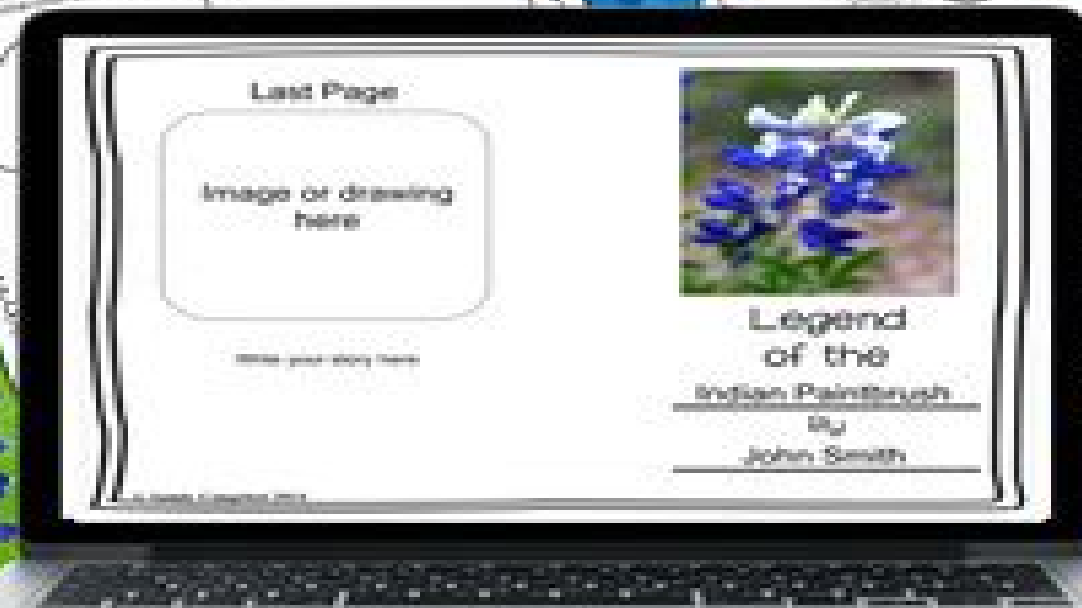 Last Page
Image or drawing
here
Write your story here
Legend
of the
Indian Paintbrush
By
John Smith